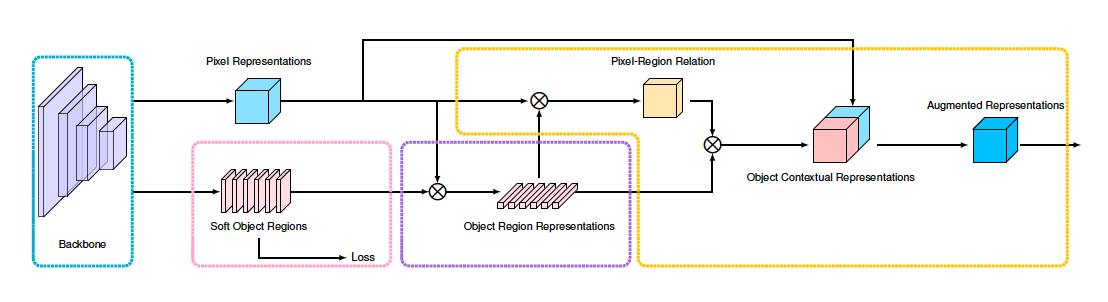 Pixel Representations
Pixel-Region Relation
Augmented Representations
Object Contextual Representations
Soft Object Regions
Object Region Representations
Backbone
Loss